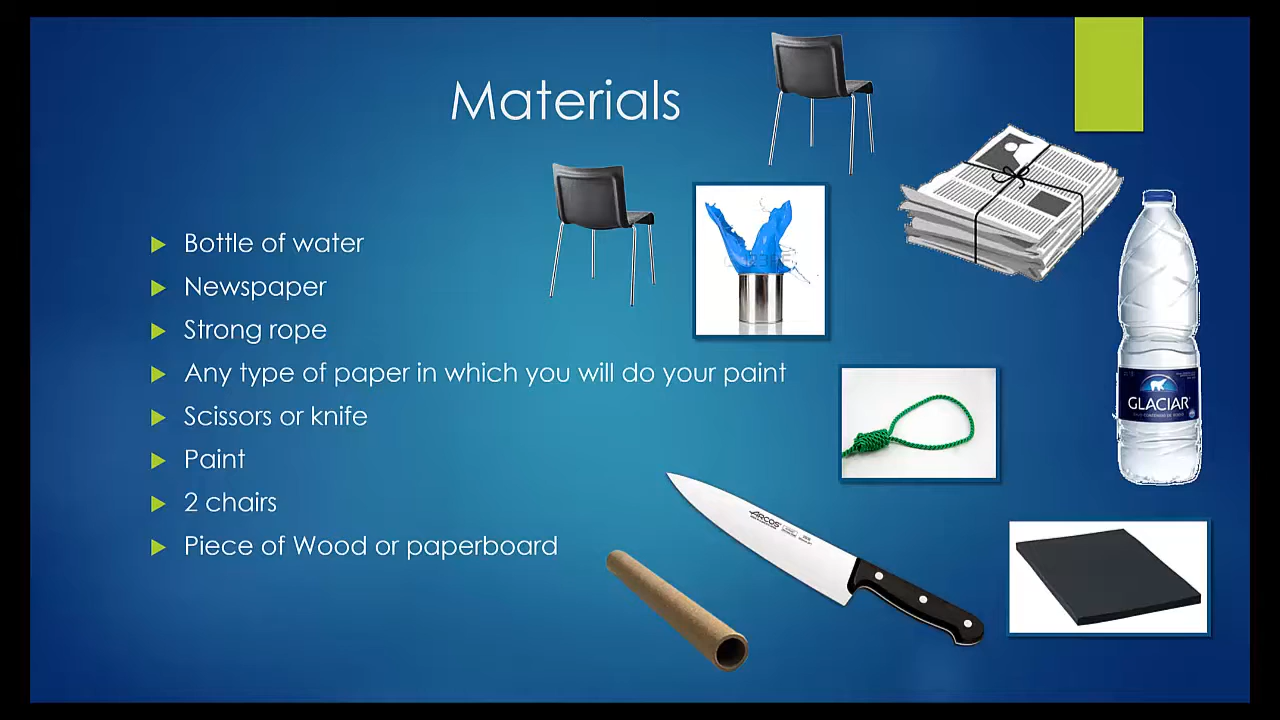 Materials
Bottle of water
Newspaper
Strong rope
Any type of paper in which you will do your paint
Scissors or knife
Paint
2 chairs
Piece of Wood or paperboard
GLACIAR
ARCOS